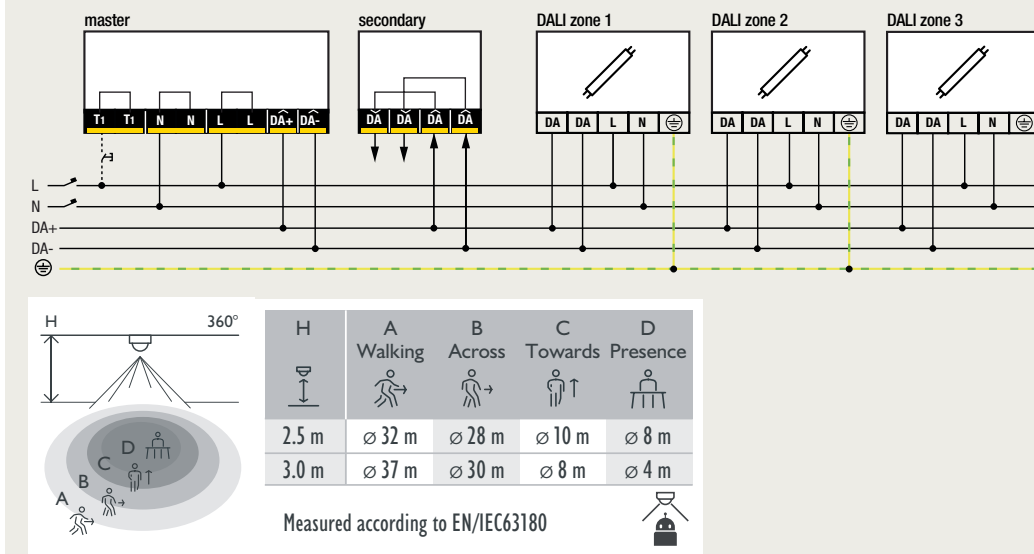 master secondary DALI zone 1 DALI zone 2 DALI zone 3
T1 T1 N N L L DA+ DA- DA DA DA DA DA DA L N DA DA L N DA DA L N
L
N
DA+
DA-
H 360°
A
B
C
D
H A B C D
Walking Across Towards Presence
2.5 m ⌀ 32 m ⌀ 28 m ⌀ 10 m ⌀ 8 m
3.0 m ⌀ 37 m ⌀ 30 m ⌀ 8 m ⌀ 4 m
Measured according to EN/IEC63180